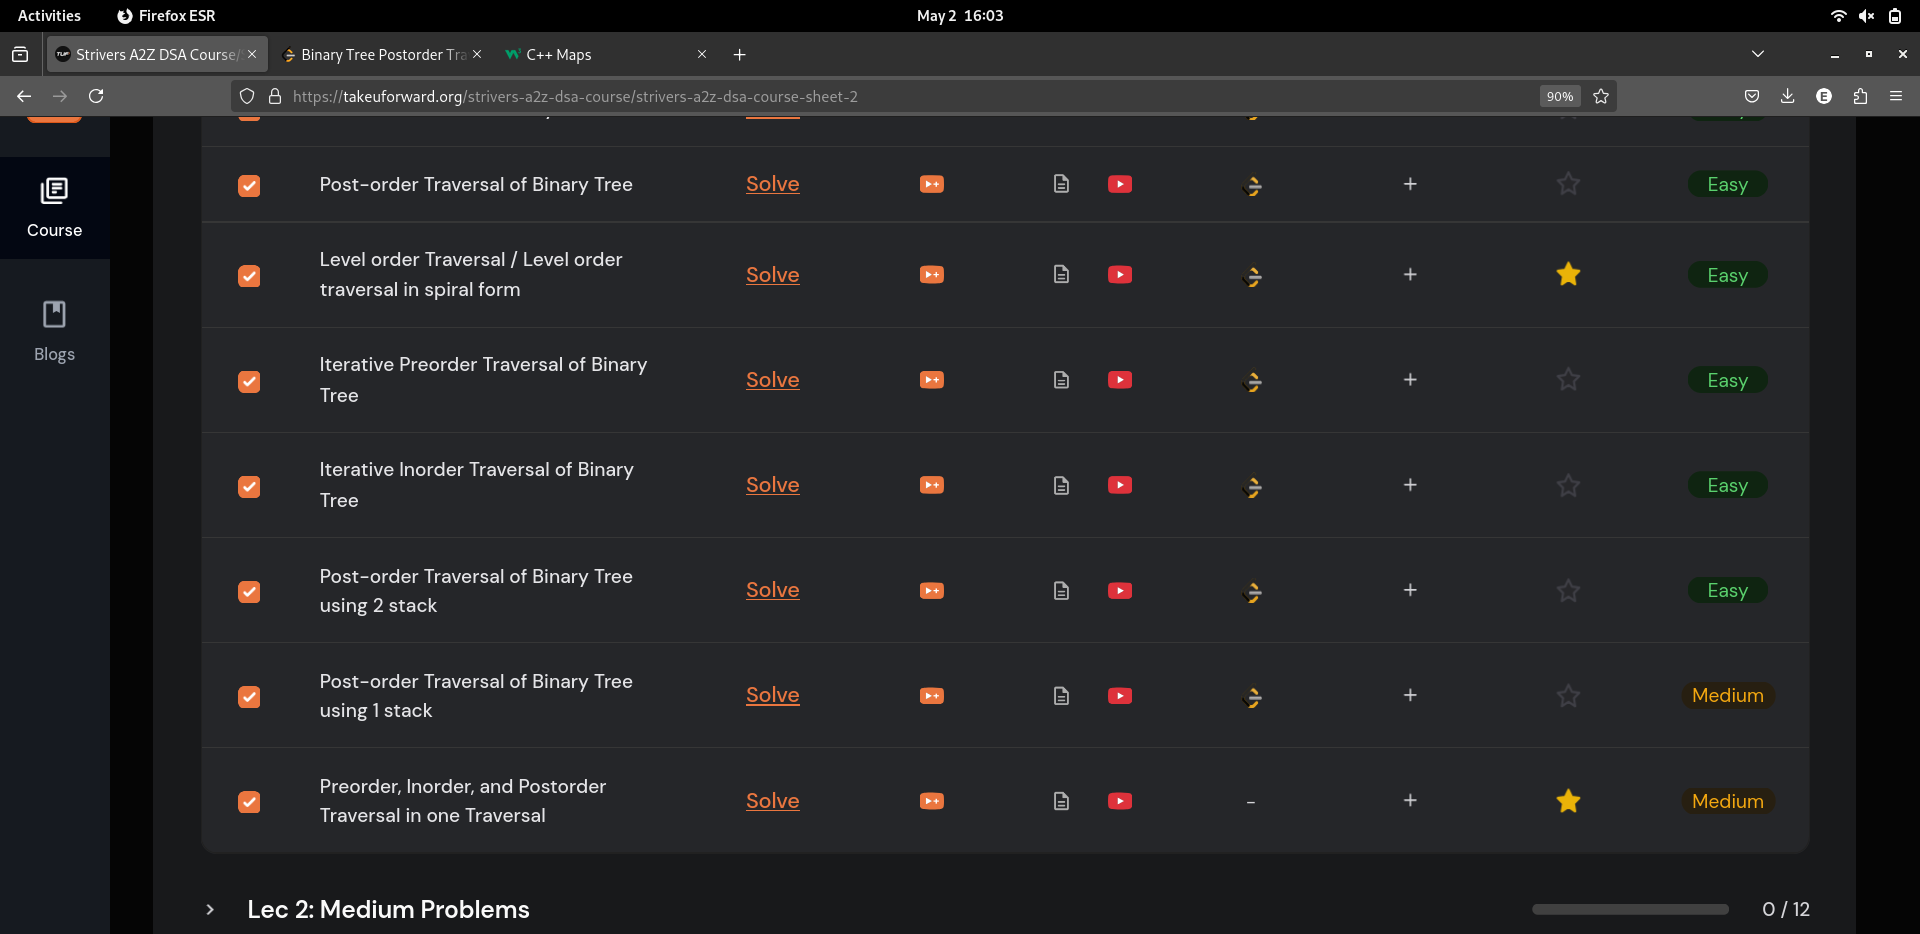 Activities Firefox ESR May 2 16:03
Strivers A2Z DSA Course/ Binary Tree Postorder Tra C++ Maps
https://takeuforward.org/strivers-a2z-dsa-course/strivers-a2z-dsa-course-sheet-2 90%
Course
Blogs
Post-order Traversal of Binary Tree Solve + Easy
Level order Traversal / Level order
traversal in spiral form Solve + Easy
Iterative Preorder Traversal of Binary
Tree Solve + Easy
Iterative Inorder Traversal of Binary
Tree Solve + Easy
Post-order Traversal of Binary Tree
using 2 stack Solve + Easy
Post-order Traversal of Binary Tree
using 1 stack Solve + Medium
Preorder, Inorder, and Postorder
Traversal in one Traversal Solve - + Medium
Lec 2: Medium Problems 0 / 12